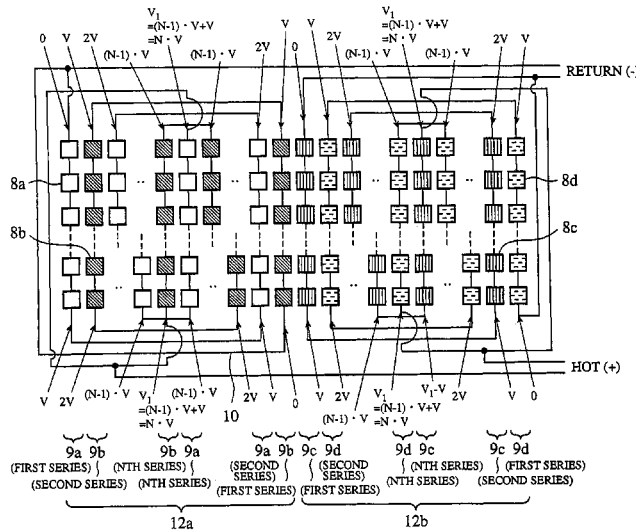 V₁
=(N-1)・V+V
=N・V
V₁
=(N-1)・V+V
=N・V
0
V
2V
(N-1)・V
(N-1)・V
2V
V
V
0
2V
(N-1)・V
(N-1)・V
2V
V
RETURN (-)
8a
8d
8b
8c
HOT (+)
V
2V
(N-1)・V
V₁
=(N-1)・V+V
=N・V
(N-1)・V
10
2V
V
0
V
2V
(N-1)・V
V₁
=(N-1)・V+V
=N・V
V₁-V
2V
V
0
9a 9b 9b 9a 9a 9b 9c 9d 9d 9c 9c 9d
(FIRST SERIES)
(SECOND SERIES)
(NTH SERIES)
(NTH SERIES)
(SECOND SERIES)
(FIRST SERIES)
(FIRST SERIES)
(SECOND SERIES)
(NTH SERIES)
(NTH SERIES)
(SECOND SERIES)
(FIRST SERIES)
12a 12b